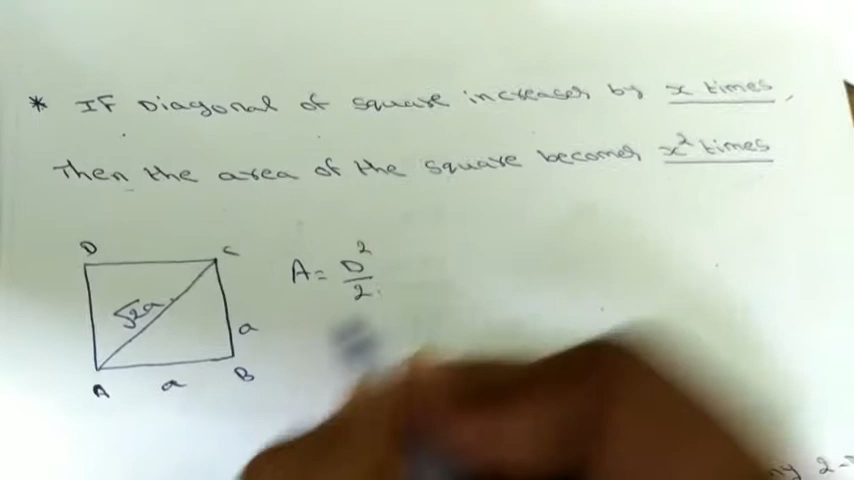 * IF Diagonal of square increases by x times,
Then the area of the square becomes x² times
D
C
A = D²/2
√2a
a
A
a
B
2-